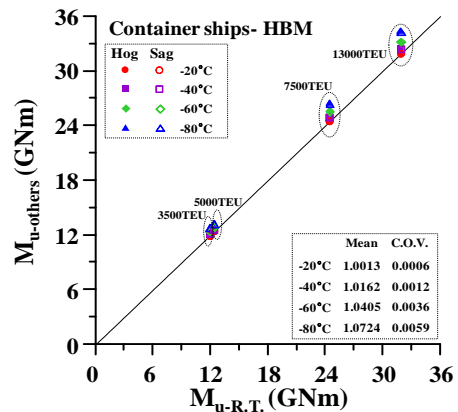 Container ships- HBM
Hog Sag
-20°C
-40°C
-60°C
-80°C
13000TEU
7500TEU
5000TEU
3500TEU
Mean C.O.V.
-20°C 1.0013 0.0006
-40°C 1.0162 0.0012
-60°C 1.0405 0.0036
-80°C 1.0724 0.0059
36
30
24
18
12
6
0
Mu-others (GNm)
0 12 18 24 30 36
Mu-R.T. (GNm)